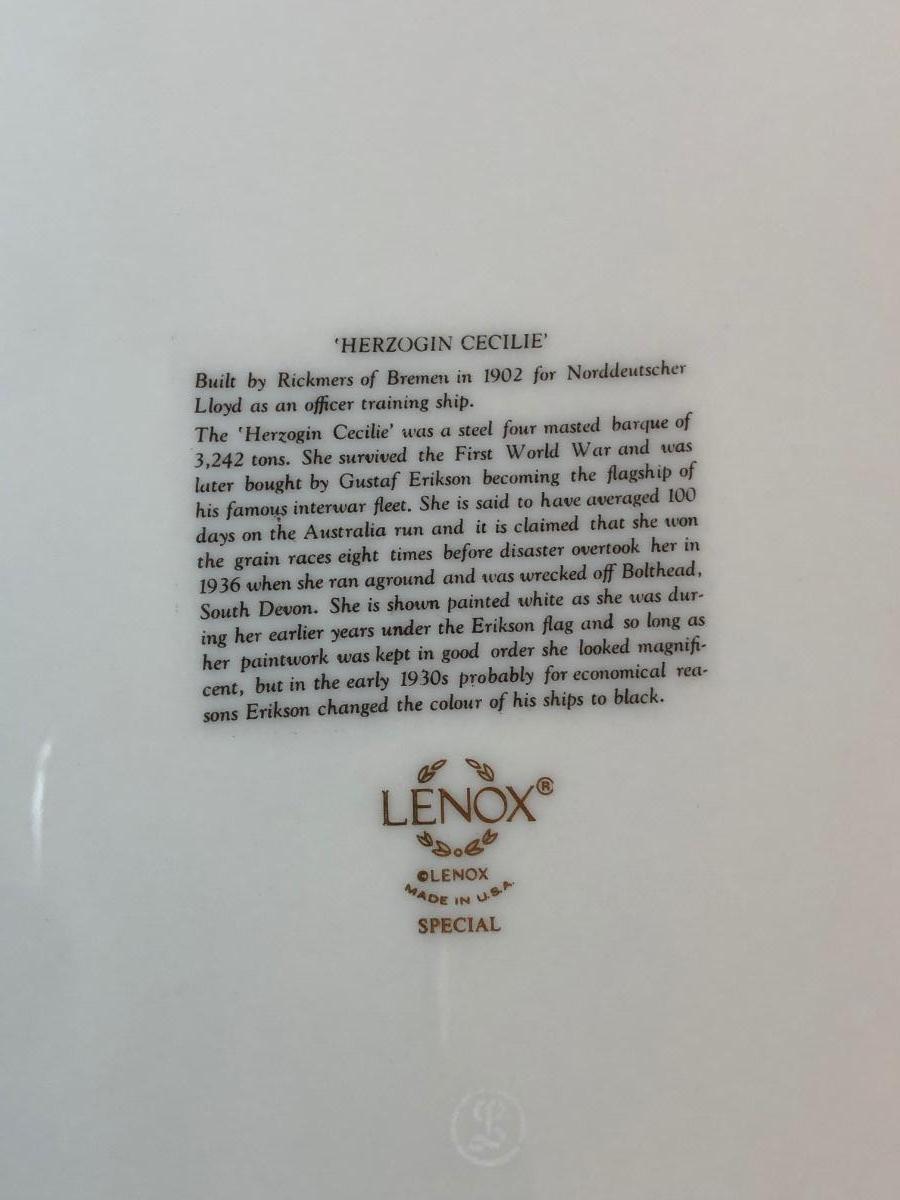 ‘HERZOGIN CECILIE’
Built by Rickmers of Bremen in 1902 for Norddeutscher
Lloyd as an officer training ship.
The ‘Herzogin Cecilie’ was a steel four masted barque of
3,242 tons. She survived the First World War and was
later bought by Gustaf Erikson becoming the flagship of
his famous interwar fleet. She is said to have averaged 100
days on the Australia run and it is claimed that she won
the grain races eight times before disaster overtook her in
1936 when she ran aground and was wrecked off Bolthead,
South Devon. She is shown painted white as she was dur-
ing her earlier years under the Erikson flag and so long as
her paintwork was kept in good order she looked magnifi-
cent, but in the early 1930s probably for economical rea-
sons Erikson changed the colour of his ships to black.
LENOX®
©LENOX
MADE IN U.S.A.
SPECIAL
L